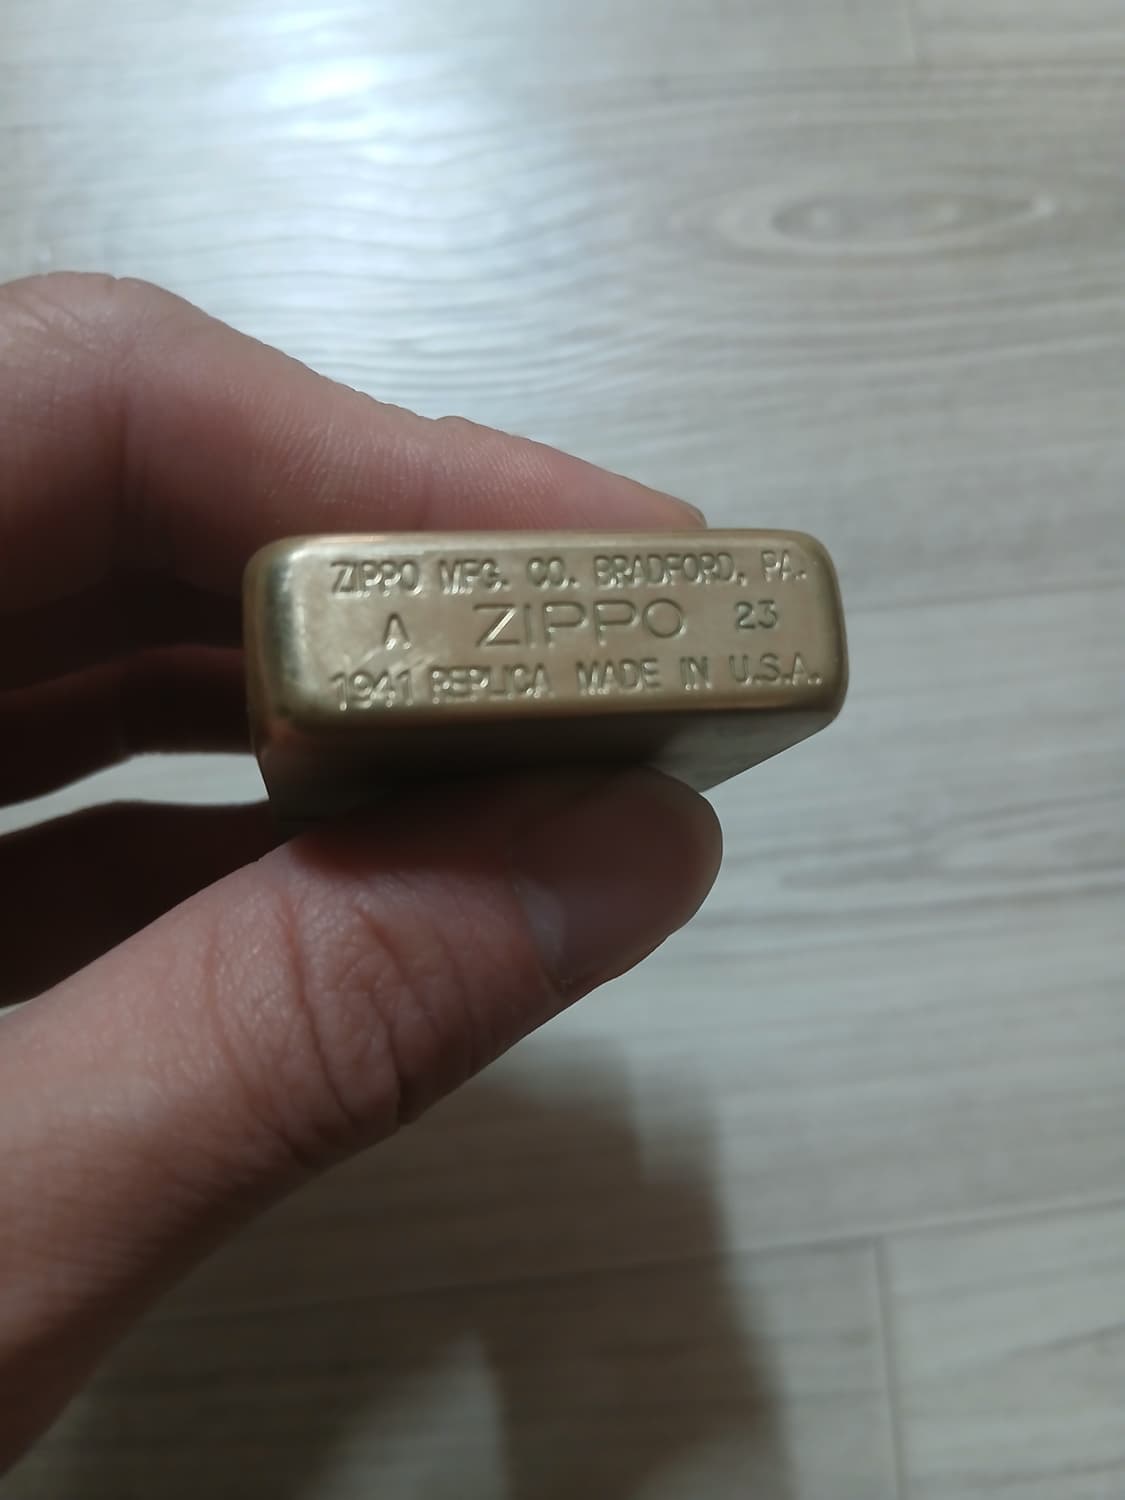 ZIPPO MFG. CO. BRADFORD, PA.
A ZIPPO 23
1941 REPLICA MADE IN U.S.A.